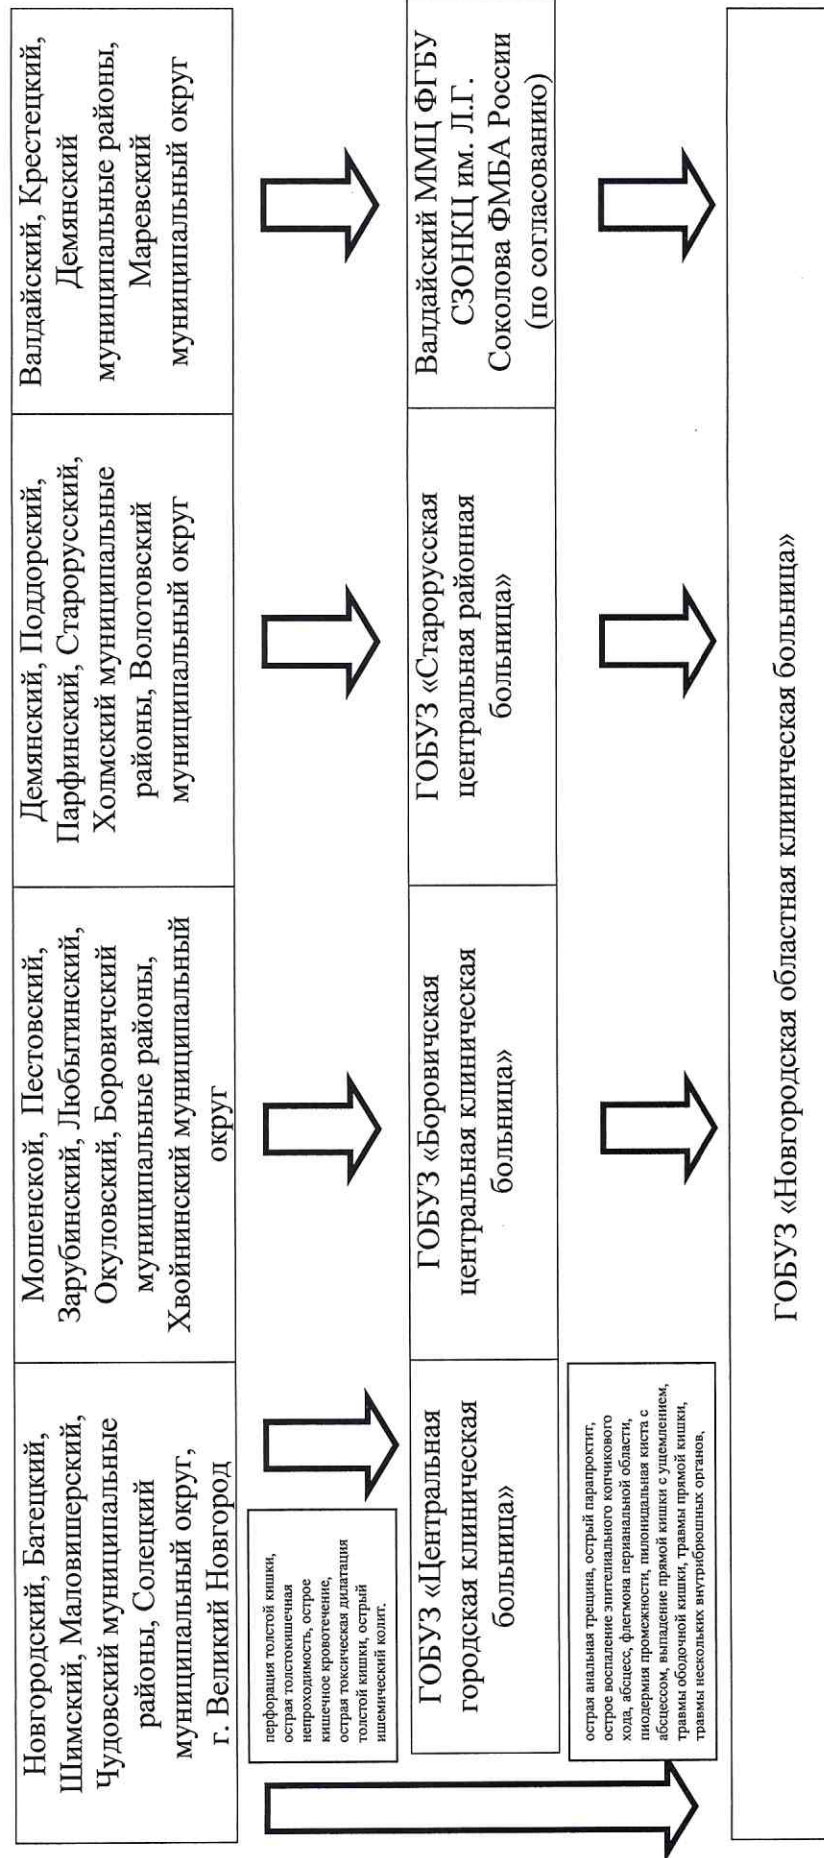 Новгородский, Батецкий,
Шимский, Маловишерский,
Чудовский муниципальные
районы, Солецкий
муниципальный округ,
г. Великий Новгород
Мошенской, Пестовский,
Зарубинский, Любытинский,
Окуловский, Боровичский
муниципальные районы,
Хвойнинский муниципальный
округ
Демянский, Поддорский,
Парфинский, Старорусский,
Холмский муниципальные
районы, Волотовский
муниципальный округ
Валдайский, Крестецкий,
Демянский
муниципальные районы,
Маревский
муниципальный округ
перфорация толстой кишки,
острая толстокишечная
непроходимость, острое
кишечное кровотечение,
острая токсическая дилатация
толстой кишки, острый
ишемический колит.
ГОБУЗ «Центральная
городская клиническая
больница»
ГОБУЗ «Боровичская
центральная клиническая
больница»
ГОБУЗ «Старорусская
центральная районная
больница»
Валдайский ММЦ ФГБУ
СЗОНКЦ им. Л.Г.
Соколова ФМБА России
(по согласованию)
острая анальная трещина, острый парапроктит,
острое воспаление эпителиального копчикового
хода, абсцесс, флегмона перианальной области,
пиодермия промежности, пилонидальная киста с
абсцессом, выпадение прямой кишки с ущемлением,
травмы ободочной кишки, травмы прямой кишки,
травмы нескольких внутрибрюшных органов,
ГОБУЗ «Новгородская областная клиническая больница»